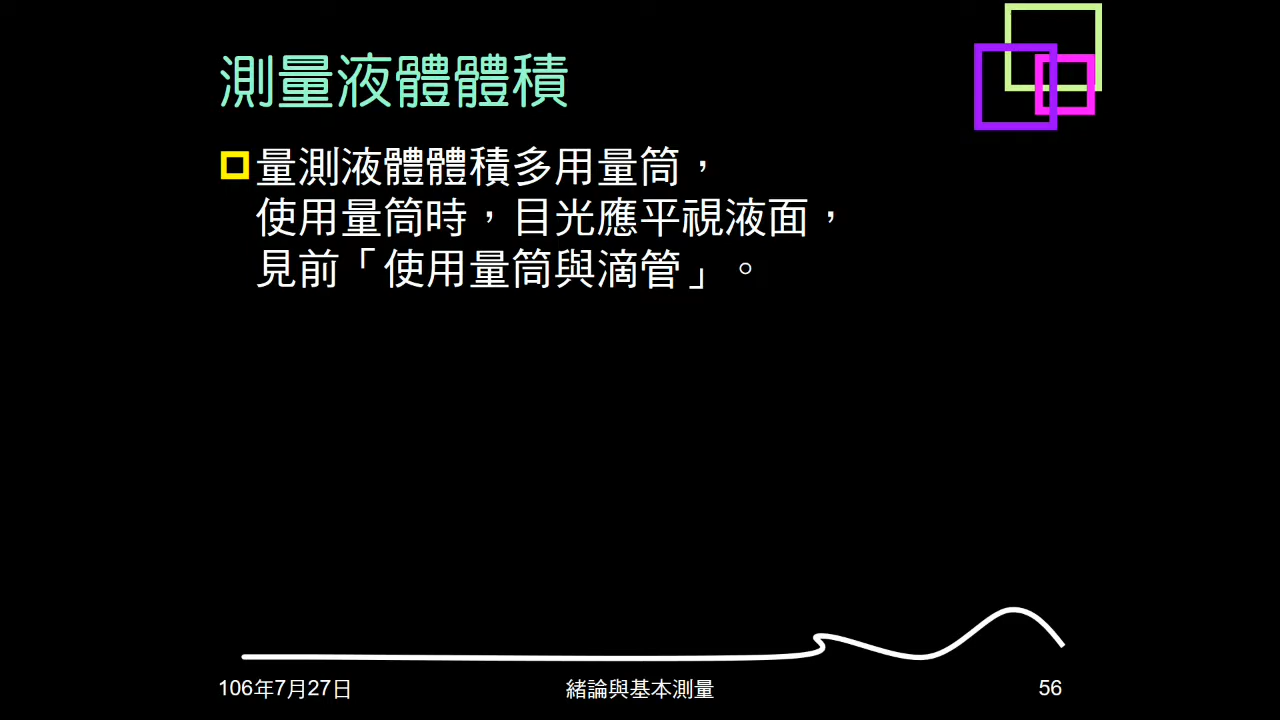 測量液體體積
量測液體體積多用量筒，
使用量筒時，目光應平視液面，
見前「使用量筒與滴管」。
106年7月27日
緒論與基本測量
56